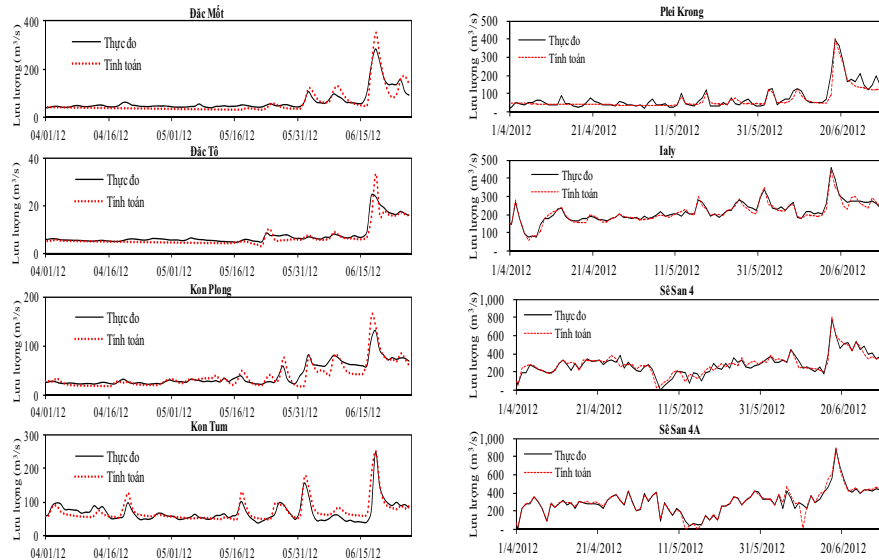 Đăc Mốt
Lưu lượng (m³/s)
400
200
0
Thực đo
Tính toán
04/01/12 04/16/12 05/01/12 05/16/12 05/31/12 06/15/12
Đăc Tô
Lưu lượng (m³/s)
40
20
0
Thực đo
Tính toán
04/01/12 04/16/12 05/01/12 05/16/12 05/31/12 06/15/12
Kon Plong
Lưu lượng (m³/s)
200
100
0
Thực đo
Tính toán
04/01/12 04/16/12 05/01/12 05/16/12 05/31/12 06/15/12
Kon Tum
Lưu lượng (m³/s)
300
200
100
0
Thực đo
Tính toán
04/01/12 04/16/12 05/01/12 05/16/12 05/31/12 06/15/12
Plei Krong
Lưu lượng (m³/s)
500
400
300
200
100
-
Thực đo
Tính toán
1/4/2012 21/4/2012 11/5/2012 31/5/2012 20/6/2012
Ialy
Lưu lượng (m³/s)
500
400
300
200
100
-
Thực đo
Tính toán
1/4/2012 21/4/2012 11/5/2012 31/5/2012 20/6/2012
Sê San 4
Lưu lượng (m³/s)
1,000
800
600
400
200
-
Thực đo
Tính toán
1/4/2012 21/4/2012 11/5/2012 31/5/2012 20/6/2012
Sê San 4A
Lưu lượng (m³/s)
1,000
800
600
400
200
-
Thực đo
Tính toán
1/4/2012 21/4/2012 11/5/2012 31/5/2012 20/6/2012